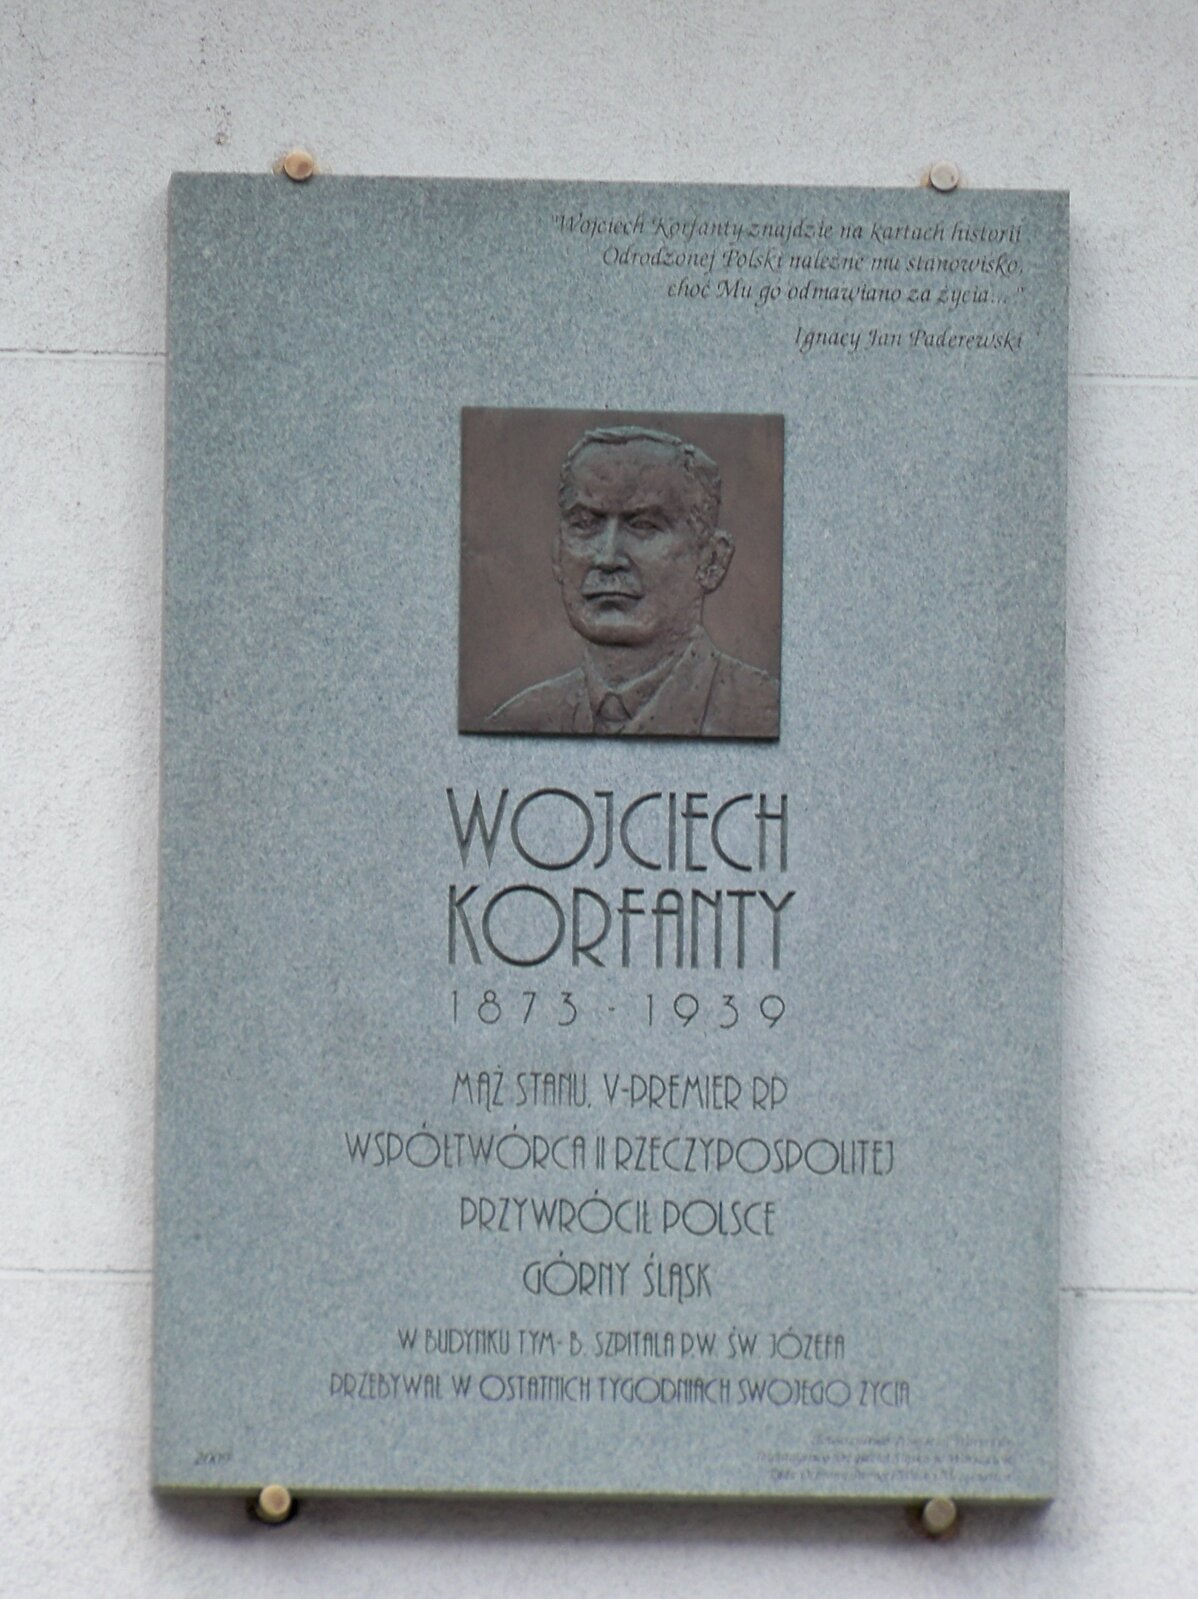 "Wojciech Korfanty znajdzie na kartach historii
Odrodzonej Polski należne mu stanowisko,
choć Mu go odmawiano za życia..."
Ignacy Jan Paderewski
WOJCIECH
KORFANTY
1873 - 1939
MĄŻ STANU, V-PREMIER RP
WSPÓŁTWÓRCA II RZECZYPOSPOLITEJ
PRZYWRÓCIŁ POLSCE
GÓRNY ŚLĄSK
W BUDYNKU TYM- B. SZPITALA P.W. ŚW. JÓZEFA
PRZEBYWAŁ W OSTATNICH TYGODNIACH SWOJEGO ŻYCIA
2009